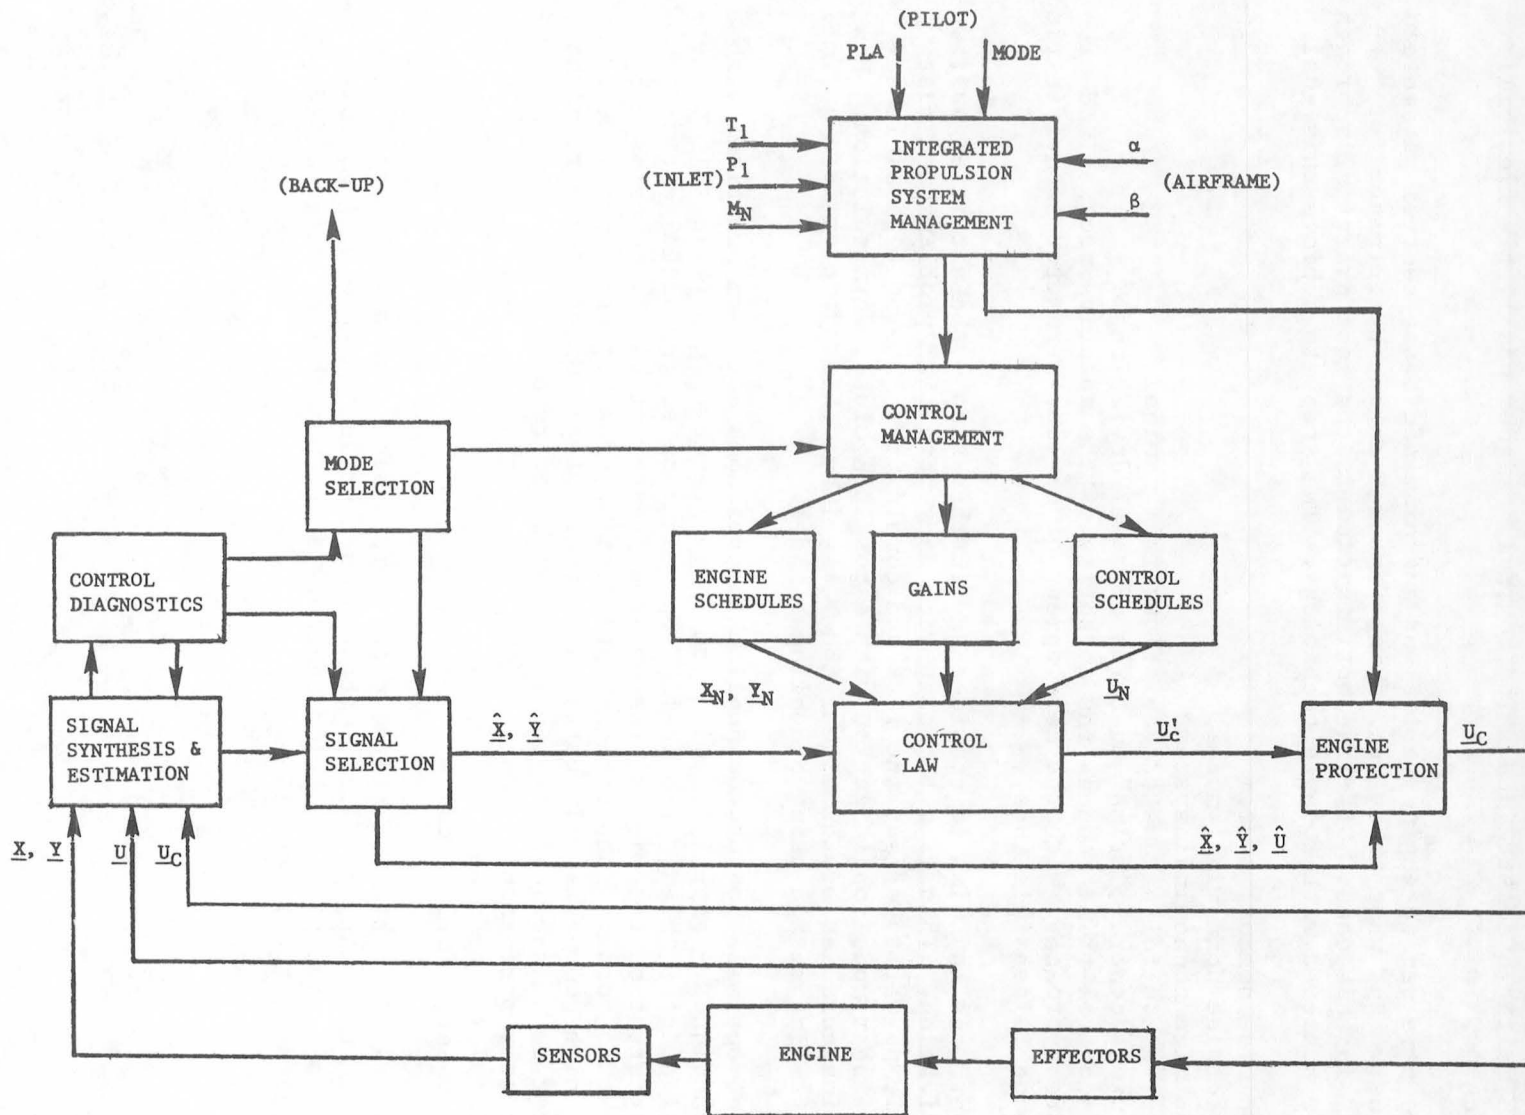 (PILOT)
PLA
MODE
T1
(INLET) P1
MN
INTEGRATED
PROPULSION
SYSTEM
MANAGEMENT
α
(AIRFRAME)
β
(BACK-UP)
CONTROL
MANAGEMENT
MODE
SELECTION
CONTROL
DIAGNOSTICS
ENGINE
SCHEDULES
GAINS
CONTROL
SCHEDULES
XN, YN
UN
SIGNAL
SYNTHESIS &
ESTIMATION
SIGNAL
SELECTION
X̂, Ŷ
CONTROL
LAW
U'C
ENGINE
PROTECTION
UC
X, Y
U
UC
X̂, Ŷ, Û
SENSORS
ENGINE
EFFECTORS